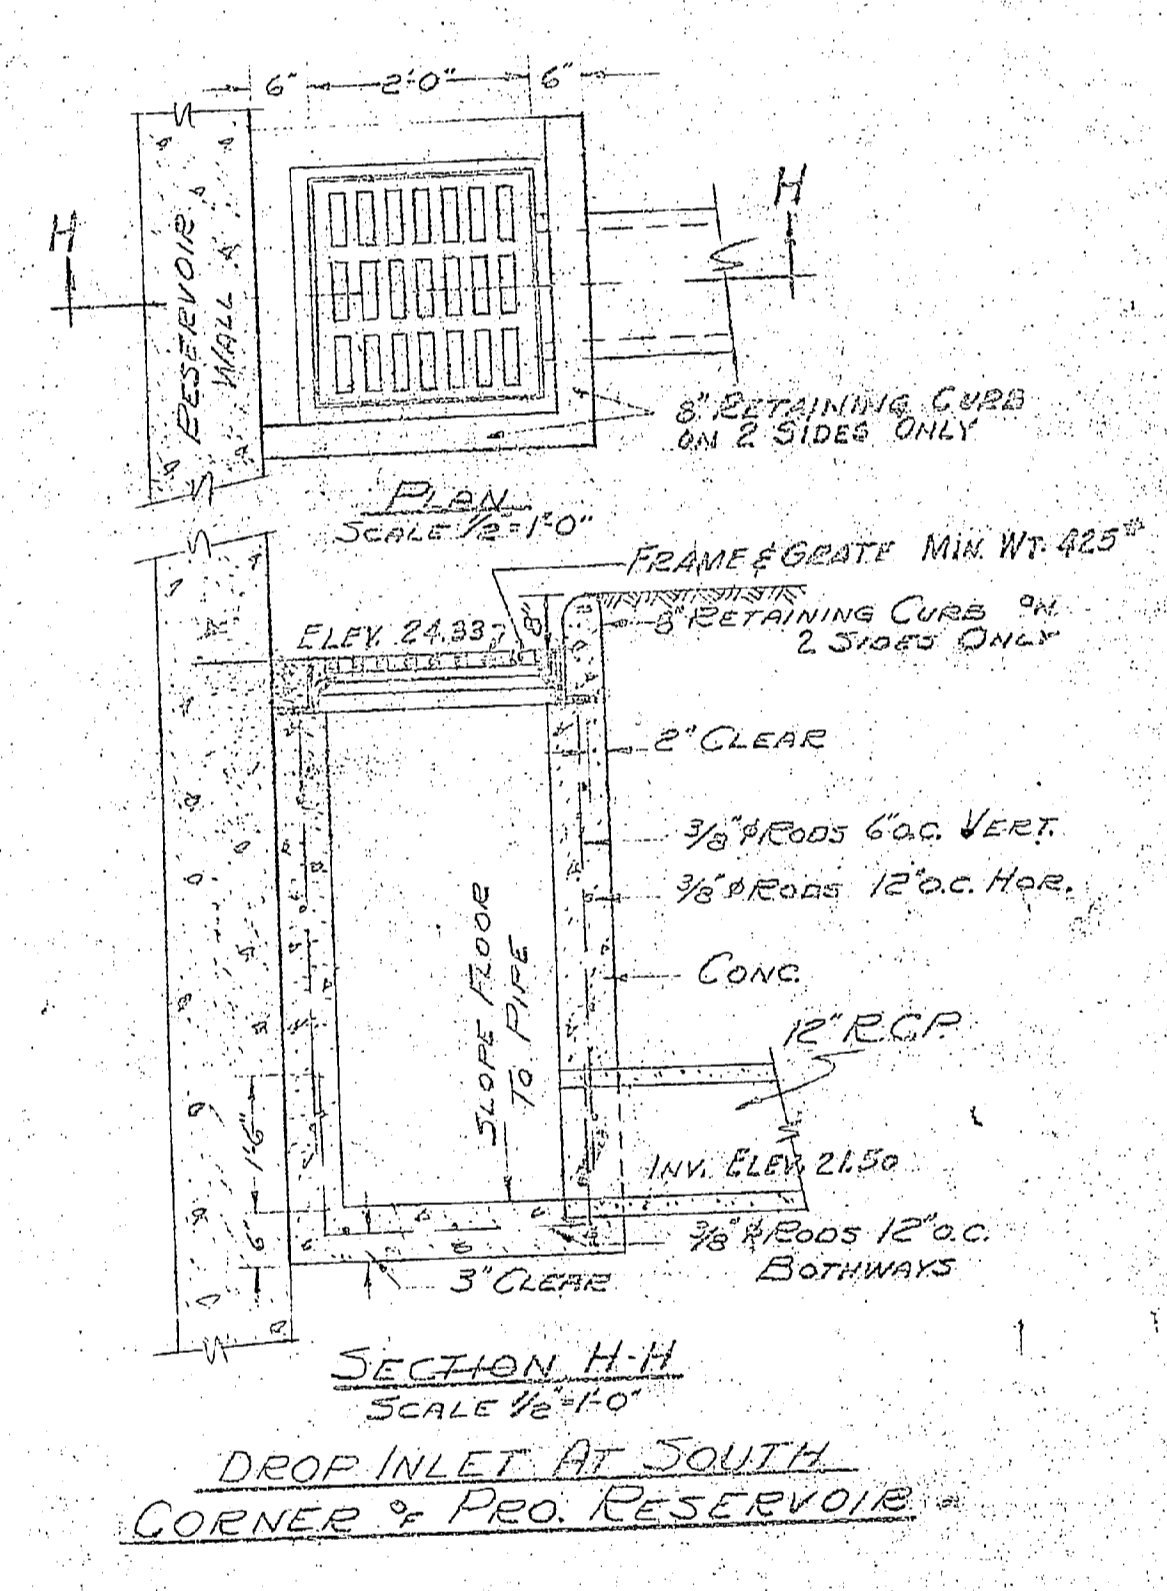 6" 2'-0" 6"
H H
RESERVOIR
WALL
8" RETAINING CURB
ON 2 SIDES ONLY
PLAN
SCALE 1/2"=1'-0"
FRAME & GRATE MIN. WT. 425#
ELEV. 24.33
8"
8" RETAINING CURB ON
2 SIDES ONLY
2" CLEAR
3/8" φ RODS 6" O.C. VERT.
3/8" φ RODS 12" O.C. HOR.
CONC.
SLOPE FLOOR
TO PIPE
12" R.C.P.
1'-6"
INV. ELEV. 21.50
6"
3/8" φ RODS 12" O.C.
BOTHWAYS
3" CLEAR
SECTION H-H
SCALE 1/2"=1'-0"
DROP INLET AT SOUTH
CORNER OF PRO. RESERVOIR